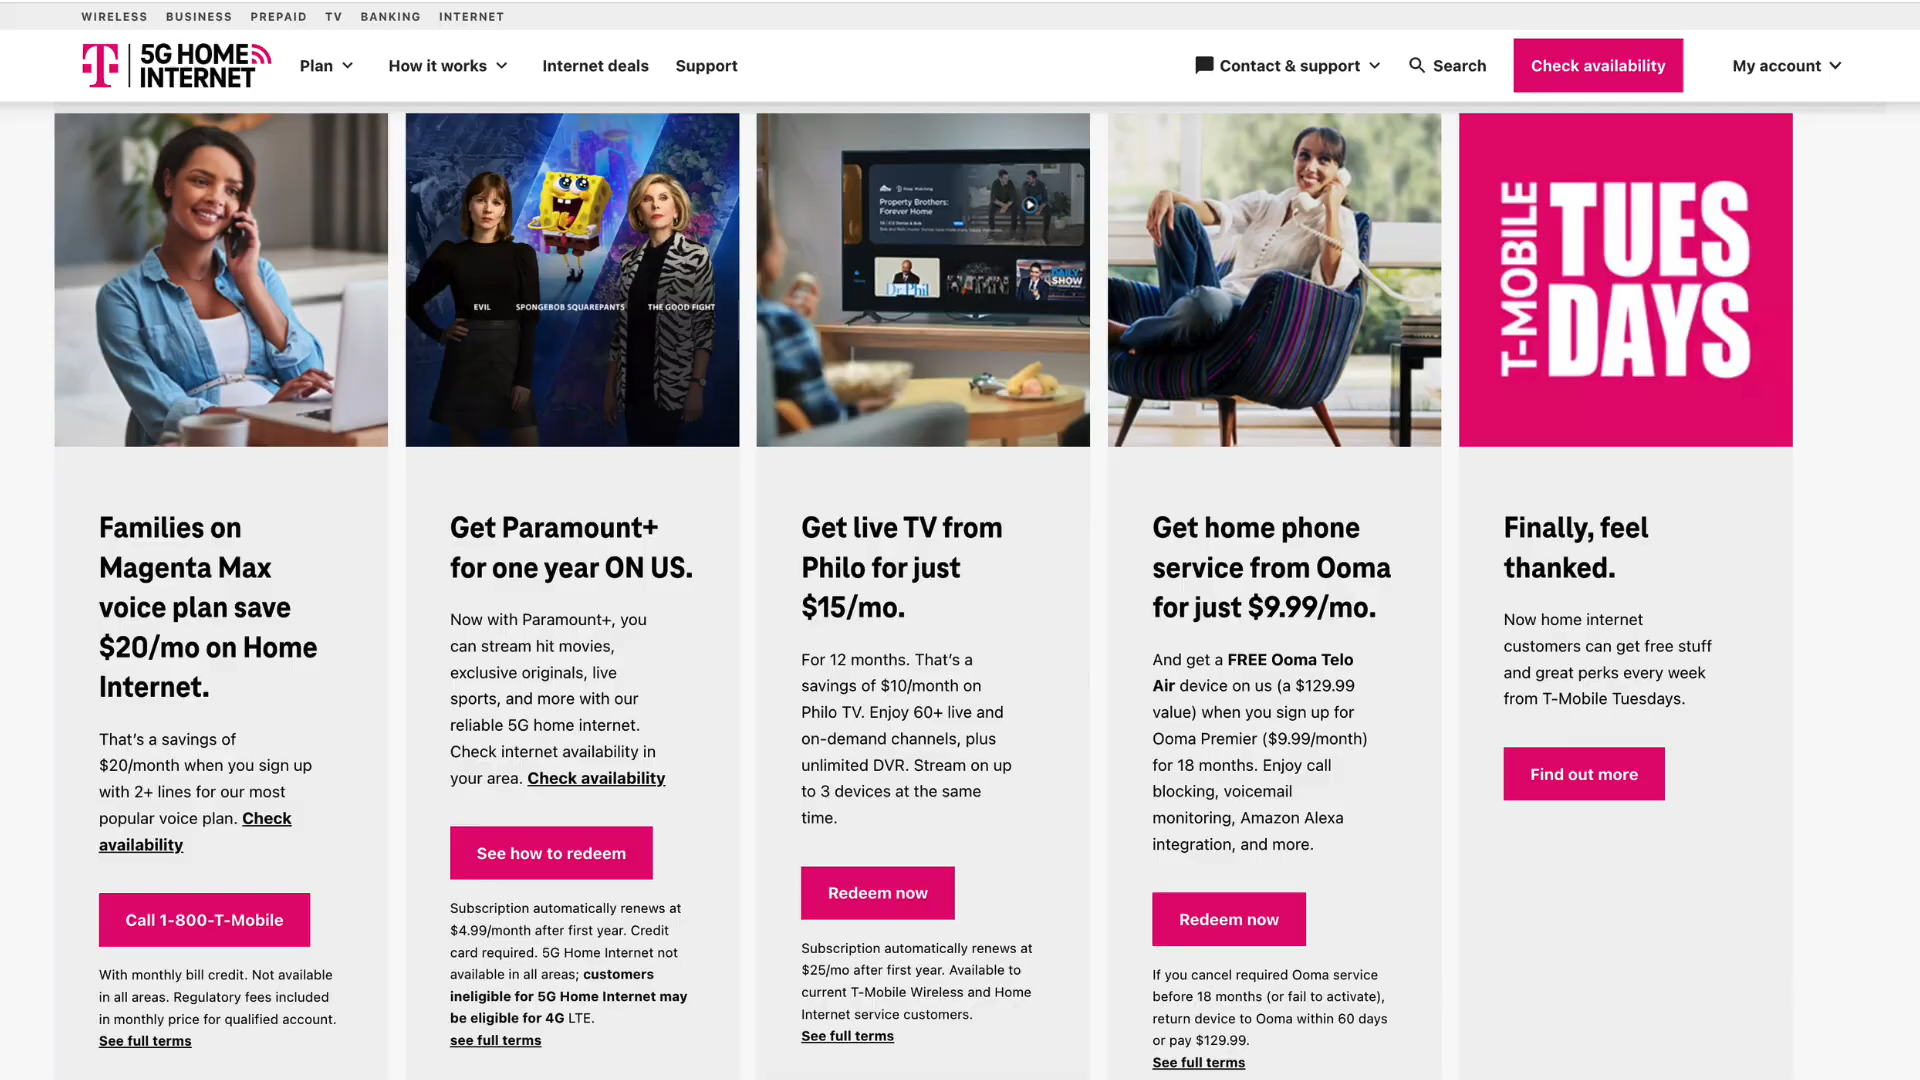 WIRELESS BUSINESS PREPAID TV BANKING INTERNET
T 5G HOME
INTERNET
Plan How it works Internet deals Support Contact & support Search Check availability My account
EVIL SPONGEBOB SQUAREPANTS THE GOOD FIGHT
Keep Watching
Property Brothers:
Forever Home
Dr. Phil
DAILY
SHOW
T-MOBILE
TUES
DAYS
Families on
Magenta Max
voice plan save
$20/mo on Home
Internet.
That's a savings of
$20/month when you sign up
with 2+ lines for our most
popular voice plan. Check
availability
Call 1-800-T-Mobile
With monthly bill credit. Not available
in all areas. Regulatory fees included
in monthly price for qualified account.
See full terms
Get Paramount+
for one year ON US.
Now with Paramount+, you
can stream hit movies,
exclusive originals, live
sports, and more with our
reliable 5G home internet.
Check internet availability in
your area. Check availability
See how to redeem
Subscription automatically renews at
$4.99/month after first year. Credit
card required. 5G Home Internet not
available in all areas; customers
ineligible for 5G Home Internet may
be eligible for 4G LTE.
see full terms
Get live TV from
Philo for just
$15/mo.
For 12 months. That's a
savings of $10/month on
Philo TV. Enjoy 60+ live and
on-demand channels, plus
unlimited DVR. Stream on up
to 3 devices at the same
time.
Redeem now
Subscription automatically renews at
$25/mo after first year. Available to
current T-Mobile Wireless and Home
Internet service customers.
See full terms
Get home phone
service from Ooma
for just $9.99/mo.
And get a FREE Ooma Telo
Air device on us (a $129.99
value) when you sign up for
Ooma Premier ($9.99/month)
for 18 months. Enjoy call
blocking, voicemail
monitoring, Amazon Alexa
integration, and more.
Redeem now
If you cancel required Ooma service
before 18 months (or fail to activate),
return device to Ooma within 60 days
or pay $129.99.
See full terms
Finally, feel
thanked.
Now home internet
customers can get free stuff
and great perks every week
from T-Mobile Tuesdays.
Find out more